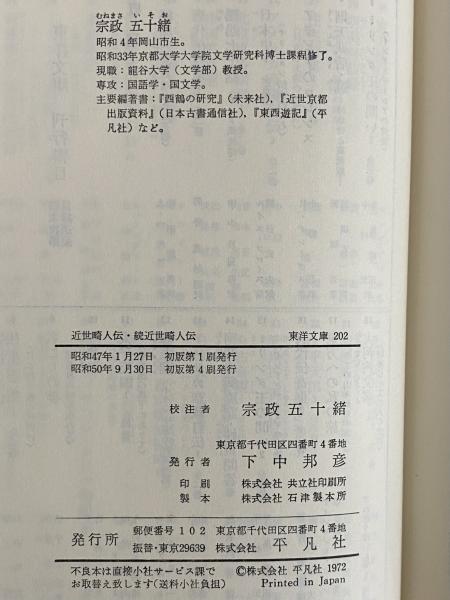 むねまさ いそお
宗政 五十緒
昭和4年岡山市生。
昭和33年京都大学大学院文学研究科博士課程修了。
現職：龍谷大学（文学部）教授。
専攻：国語学・国文学。
主要編著書：『西鶴の研究』（未来社），『近世京都
出版資料』（日本古書通信社），『東西遊記』（平
凡社）など。
近世畸人伝・続近世畸人伝 東洋文庫 202
昭和47年1月27日 初版第1刷発行
昭和50年9月30日 初版第4刷発行
校注者 宗政五十緒
東京都千代田区四番町4番地
発行者 下中邦彦
印刷 株式会社 共立社印刷所
製本 株式会社 石津製本所
発行所 郵便番号102 東京都千代田区四番町4番地
振替・東京29639 株式会社 平凡社
不良本は直接小社サービス課で ©株式会社 平凡社 1972
お取替え致します（送料小社負担） Printed in Japan